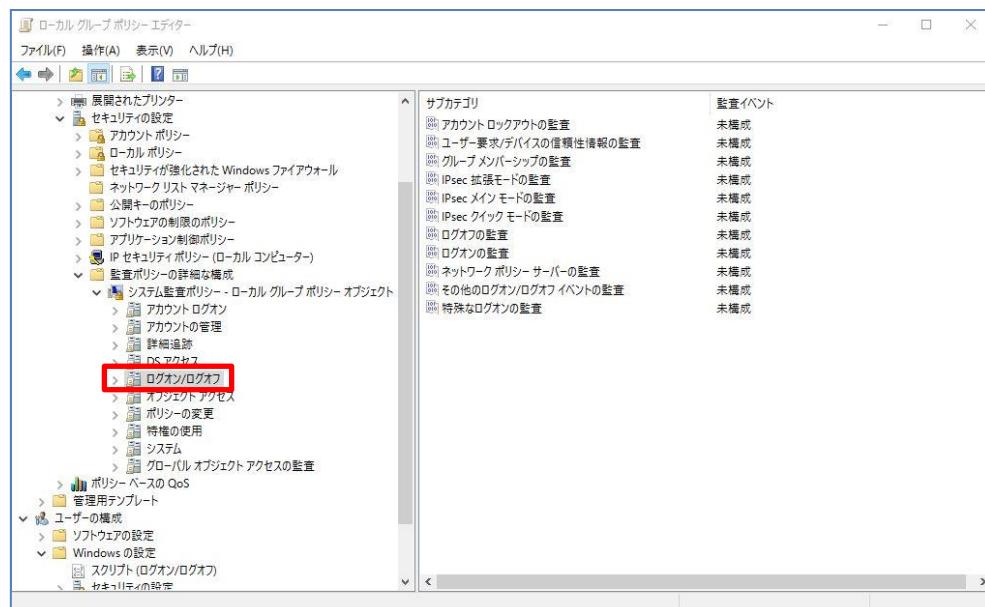 ローカル グループ ポリシー エディター
ファイル(F) 操作(A) 表示(V) ヘルプ(H)
展開されたプリンター
セキュリティの設定
アカウント ポリシー
ローカル ポリシー
セキュリティが強化された Windows ファイアウォール
ネットワーク リスト マネージャー ポリシー
公開キーのポリシー
ソフトウェアの制限のポリシー
アプリケーション制御ポリシー
IP セキュリティ ポリシー (ローカル コンピューター)
監査ポリシーの詳細な構成
システム監査ポリシー - ローカル グループ ポリシー オブジェクト
アカウント ログオン
アカウントの管理
詳細追跡
DS アクセス
ログオン/ログオフ
オブジェクト アクセス
ポリシーの変更
特権の使用
システム
グローバル オブジェクト アクセスの監査
ポリシー ベースの QoS
管理用テンプレート
ユーザーの構成
ソフトウェアの設定
Windows の設定
スクリプト (ログオン/ログオフ)
セキュリティの設定
サブカテゴリ 監査イベント
アカウント ロックアウトの監査 未構成
ユーザー要求/デバイスの信頼性情報の監査 未構成
グループ メンバーシップの監査 未構成
IPsec 拡張モードの監査 未構成
IPsec メイン モードの監査 未構成
IPsec クイック モードの監査 未構成
ログオフの監査 未構成
ログオンの監査 未構成
ネットワーク ポリシー サーバーの監査 未構成
その他のログオン/ログオフ イベントの監査 未構成
特殊なログオンの監査 未構成